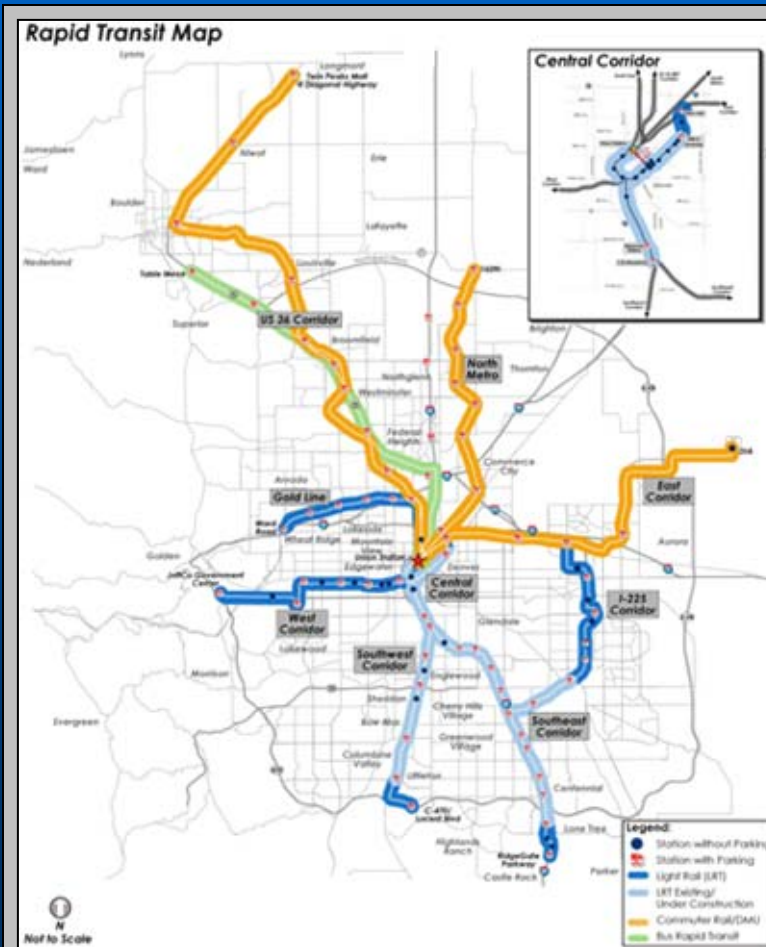 Rapid Transit Map
Lyons
Longmont
Twin Peaks Mall
@ Diagonal Highway
Central Corridor
Jamestown
Ward
Niwot
Erie
Boulder
Lafayette
Nederland
Louisville
Table Mesa
Superior
US 36 Corridor
Broomfield
Brighton
North
Metro
Thornton
Northglenn
Westminster
Federal
Heights
Commerce
City
East
Corridor
Arvada
Gold Line
Ward
Road
Wheat Ridge
Lakeside
Mountain
View
Aurora
Golden
Union Station
Edgewater
Denver
JeffCo Government
Center
Central
Corridor
I-225
Corridor
West
Corridor
Glendale
Lakewood
Southwest
Corridor
Morrison
Englewood
Sheridan
Cherry Hills
Village
Southeast
Corridor
Evergreen
Bow Mar
Greenwood
Village
Columbine
Valley
Littleton
Centennial
C-470/
Lucent Blvd
Lone Tree
Highlands
Ranch
RidgeGate
Parkway
Castle Rock
Parker
Legend:
Station without Parking
Station with Parking
Light Rail (LRT)
LRT Existing/
Under Construction
Commuter Rail/DMU
Bus Rapid Transit
N
Not to Scale